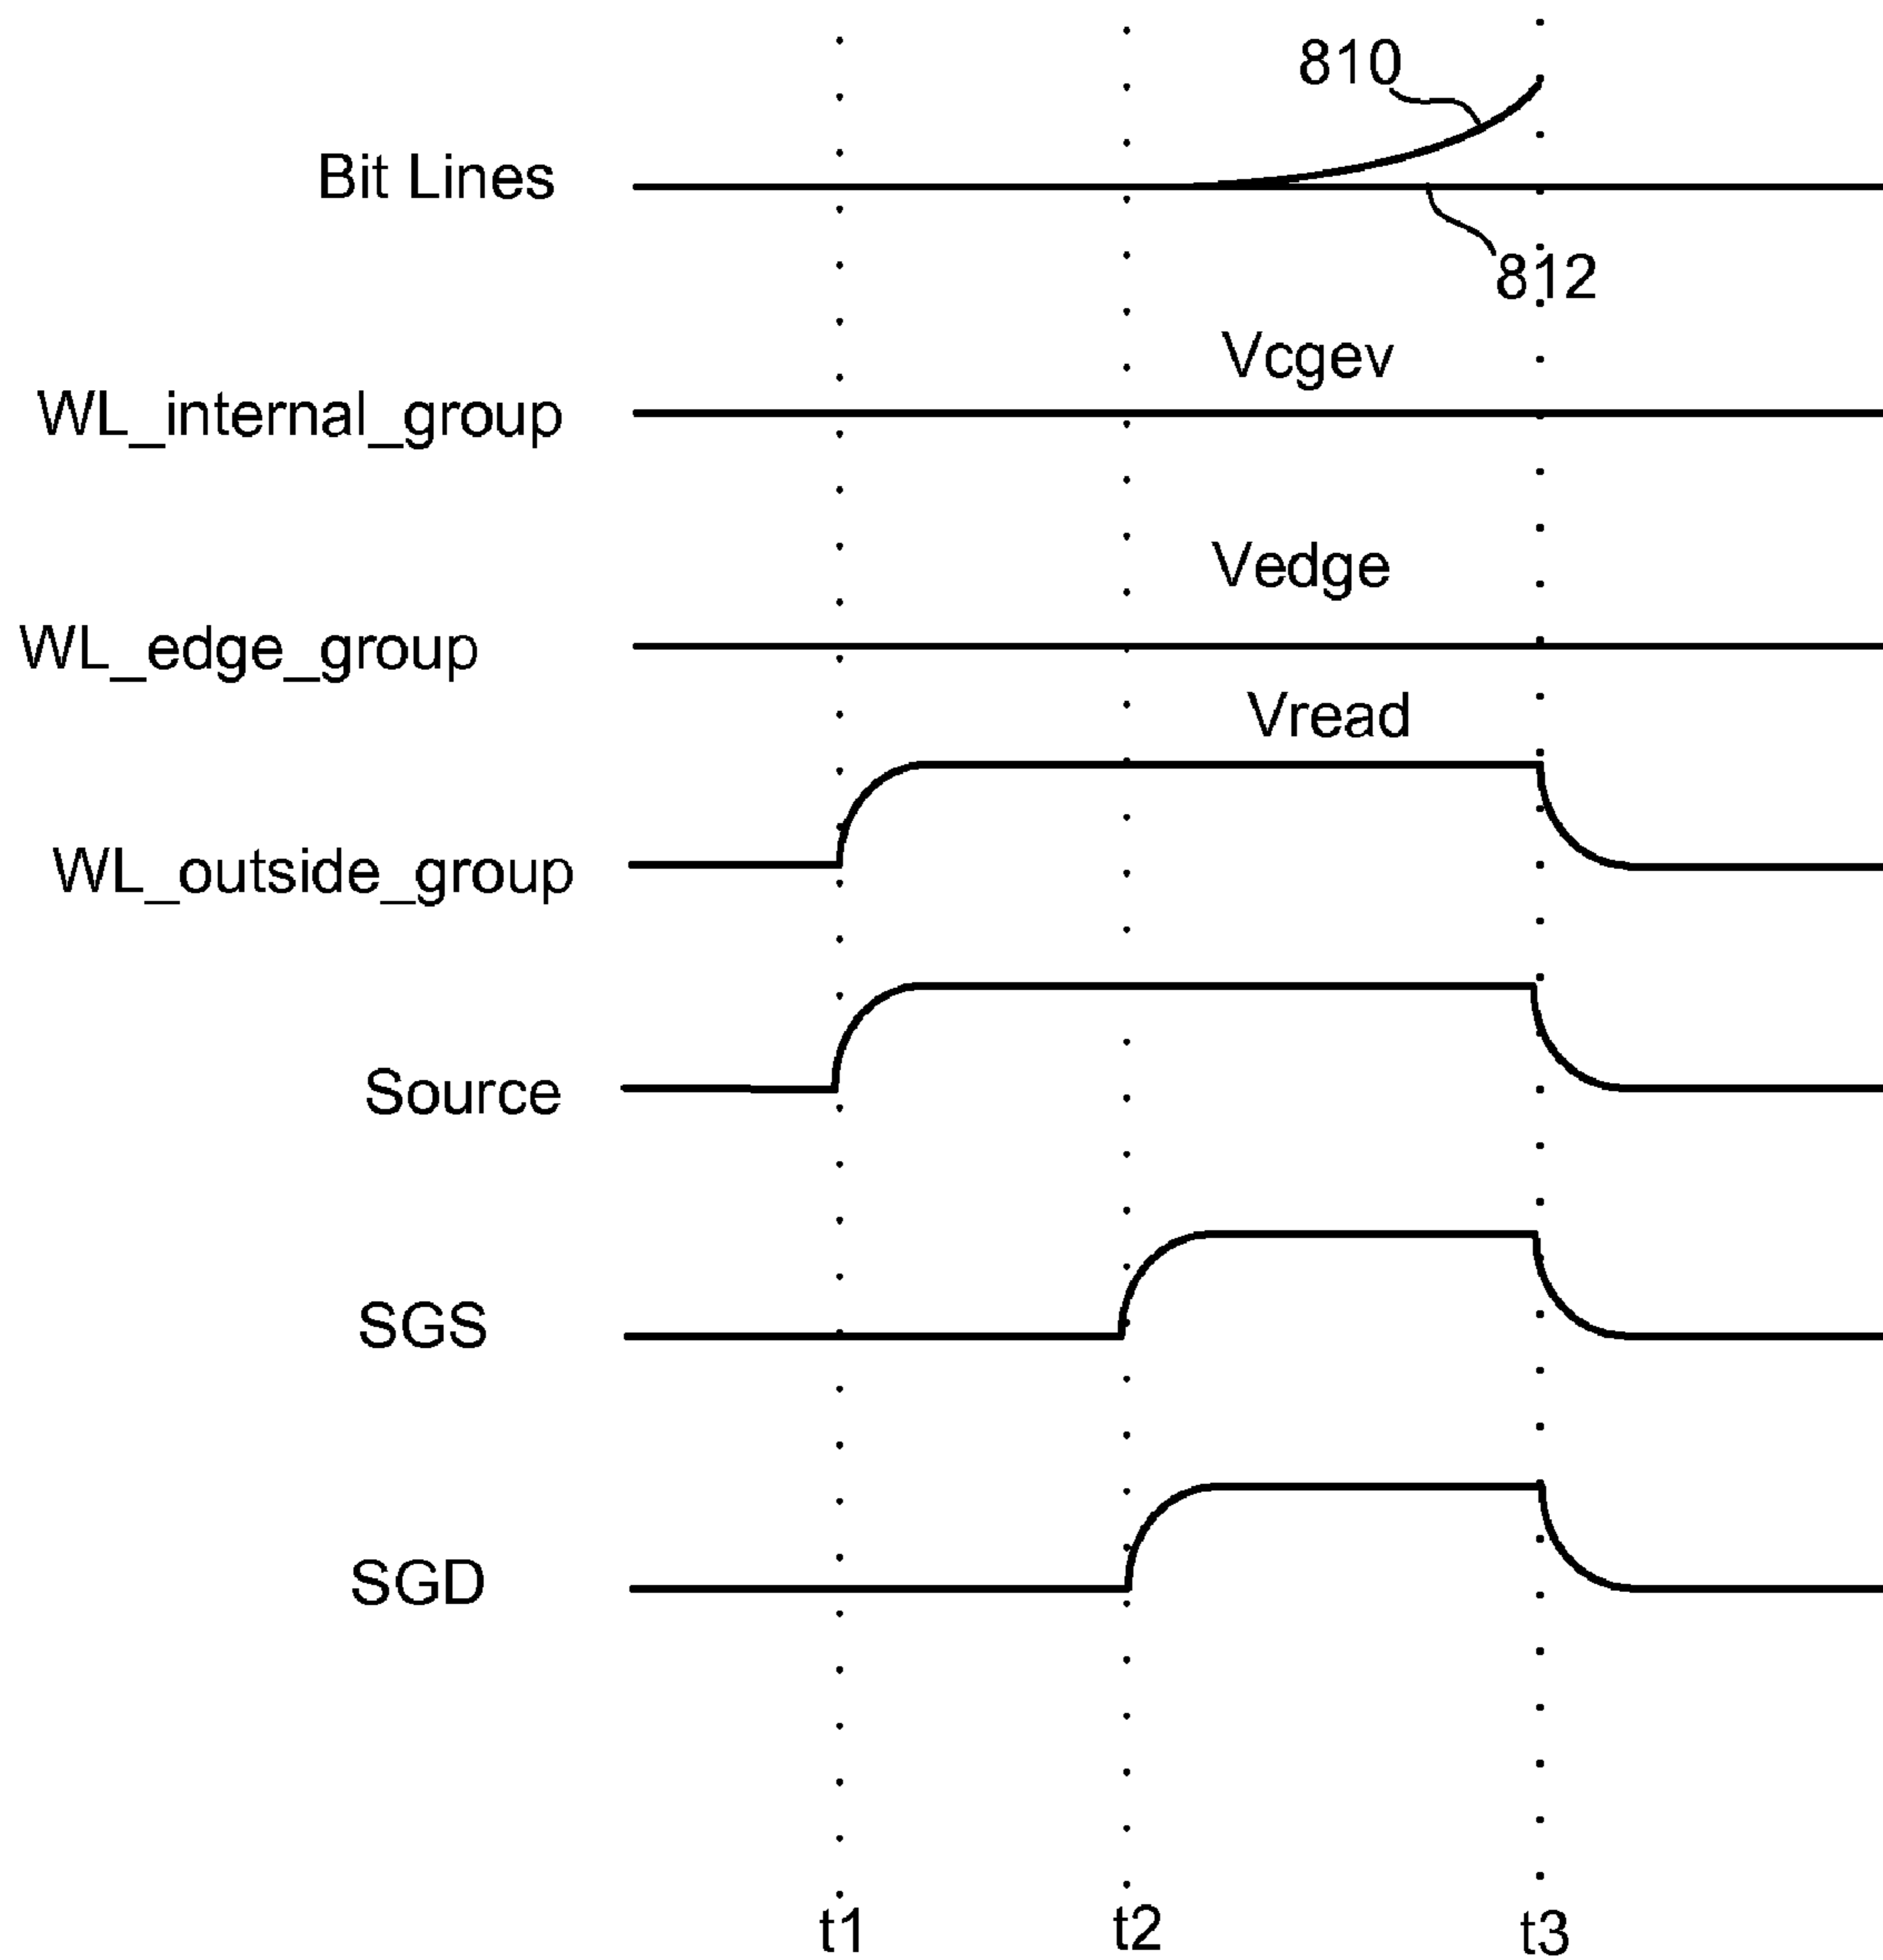 810
Bit Lines
812
Vcgev
WL_internal_group
Vedge
WL_edge_group
Vread
WL_outside_group
Source
SGS
SGD
t1 t2 t3